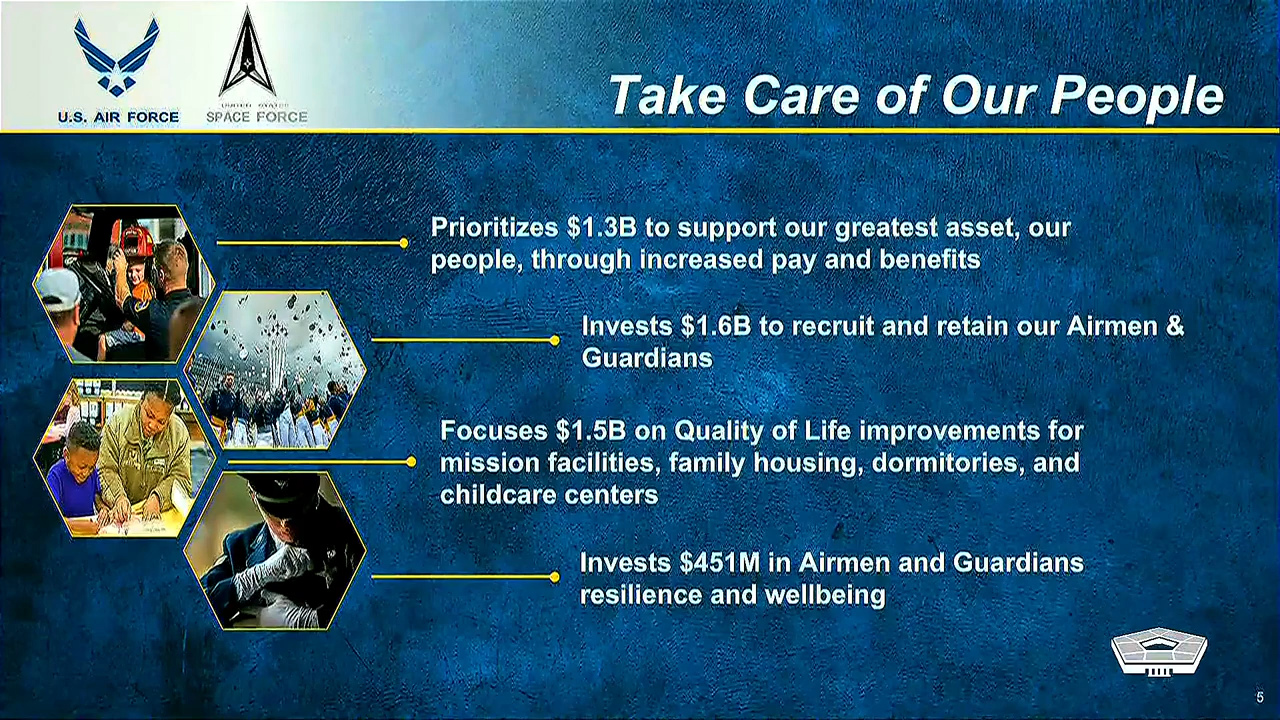 U.S. AIR FORCE
UNITED STATES
SPACE FORCE
Take Care of Our People
Prioritizes $1.3B to support our greatest asset, our
people, through increased pay and benefits
Invests $1.6B to recruit and retain our Airmen &
Guardians
Focuses $1.5B on Quality of Life improvements for
mission facilities, family housing, dormitories, and
childcare centers
Invests $451M in Airmen and Guardians
resilience and wellbeing
5